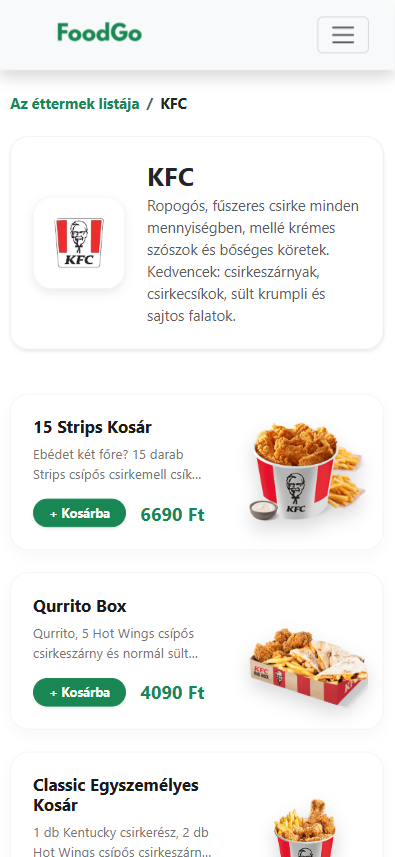 FoodGo
Az éttermek listája / KFC
KFC
Ropogós, fűszeres csirke minden
mennyiségben, mellé krémes
szószok és bőséges köretek.
Kedvencek: csirkeszárnyak,
csirkecsíkok, sült krumpli és
sajtos falatok.
KFC
15 Strips Kosár
Ebédet két főre? 15 darab
Strips csípős csirkemell csík...
+ Kosárba 6690 Ft
KFC
Qurrito Box
Qurrito, 5 Hot Wings csípős
csirkeszárny és normál sült...
+ Kosárba 4090 Ft
KFC
Classic Egyszemélyes
Kosár
1 db Kentucky csirkerész, 2 db
Hot Wings csípős csirkeszárn...